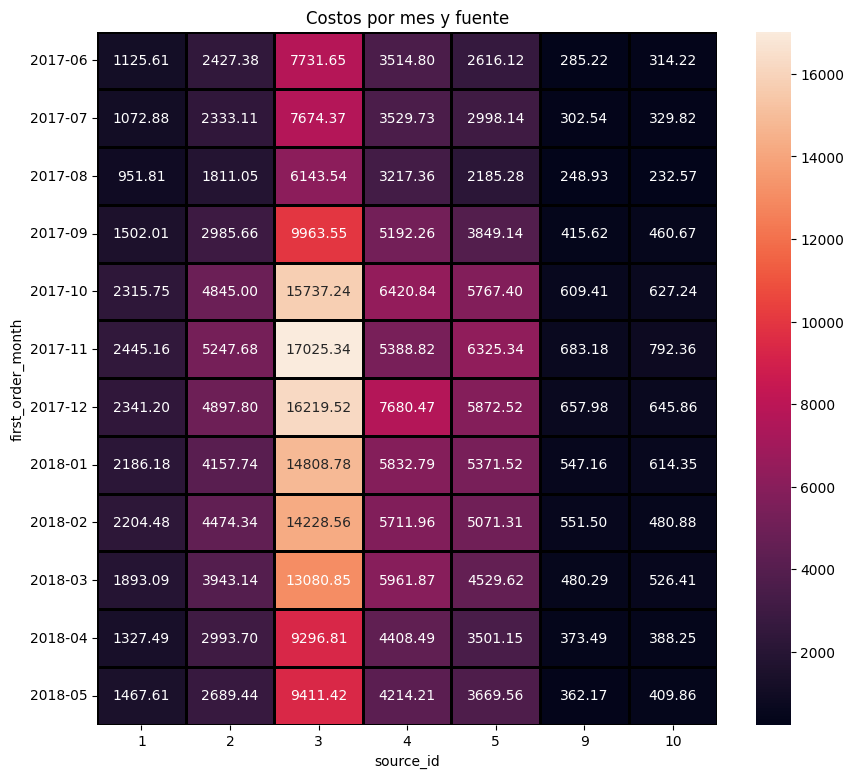 Costos por mes y fuente
first_order_month
2017-06 1125.61 2427.38 7731.65 3514.80 2616.12 285.22 314.22
2017-07 1072.88 2333.11 7674.37 3529.73 2998.14 302.54 329.82
2017-08 951.81 1811.05 6143.54 3217.36 2185.28 248.93 232.57
2017-09 1502.01 2985.66 9963.55 5192.26 3849.14 415.62 460.67
2017-10 2315.75 4845.00 15737.24 6420.84 5767.40 609.41 627.24
2017-11 2445.16 5247.68 17025.34 5388.82 6325.34 683.18 792.36
2017-12 2341.20 4897.80 16219.52 7680.47 5872.52 657.98 645.86
2018-01 2186.18 4157.74 14808.78 5832.79 5371.52 547.16 614.35
2018-02 2204.48 4474.34 14228.56 5711.96 5071.31 551.50 480.88
2018-03 1893.09 3943.14 13080.85 5961.87 4529.62 480.29 526.41
2018-04 1327.49 2993.70 9296.81 4408.49 3501.15 373.49 388.25
2018-05 1467.61 2689.44 9411.42 4214.21 3669.56 362.17 409.86
1 2 3 4 5 9 10
source_id
16000
14000
12000
10000
8000
6000
4000
2000